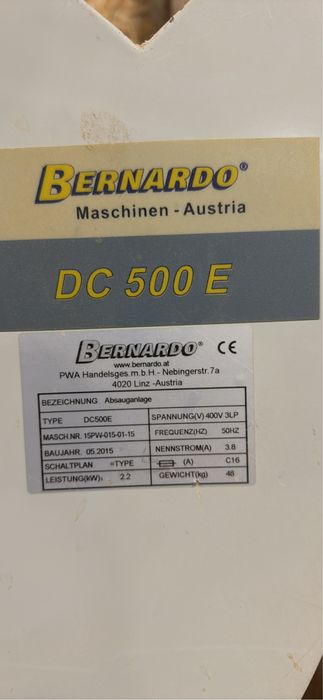 BERNARDO®
Maschinen - Austria
DC 500 E
BERNARDO® CE
www.bernardo.at
PWA Handelsges.m.b.H - Nebingerstr.7a
4020 Linz -Austria
BEZEICHNUNG Absauganlage
TYPE DC500E SPANNUNG(V) 400V 3LP
MASCH.NR. 15PW-015-01-15 FREQUENZ(HZ) 50HZ
BAUJAHR. 05.2015 NENNSTROM(A) 3.8
SCHALTPLAN =TYPE (A) C16
LEISTUNG(kW): 2.2 GEWICHT(kg) 48